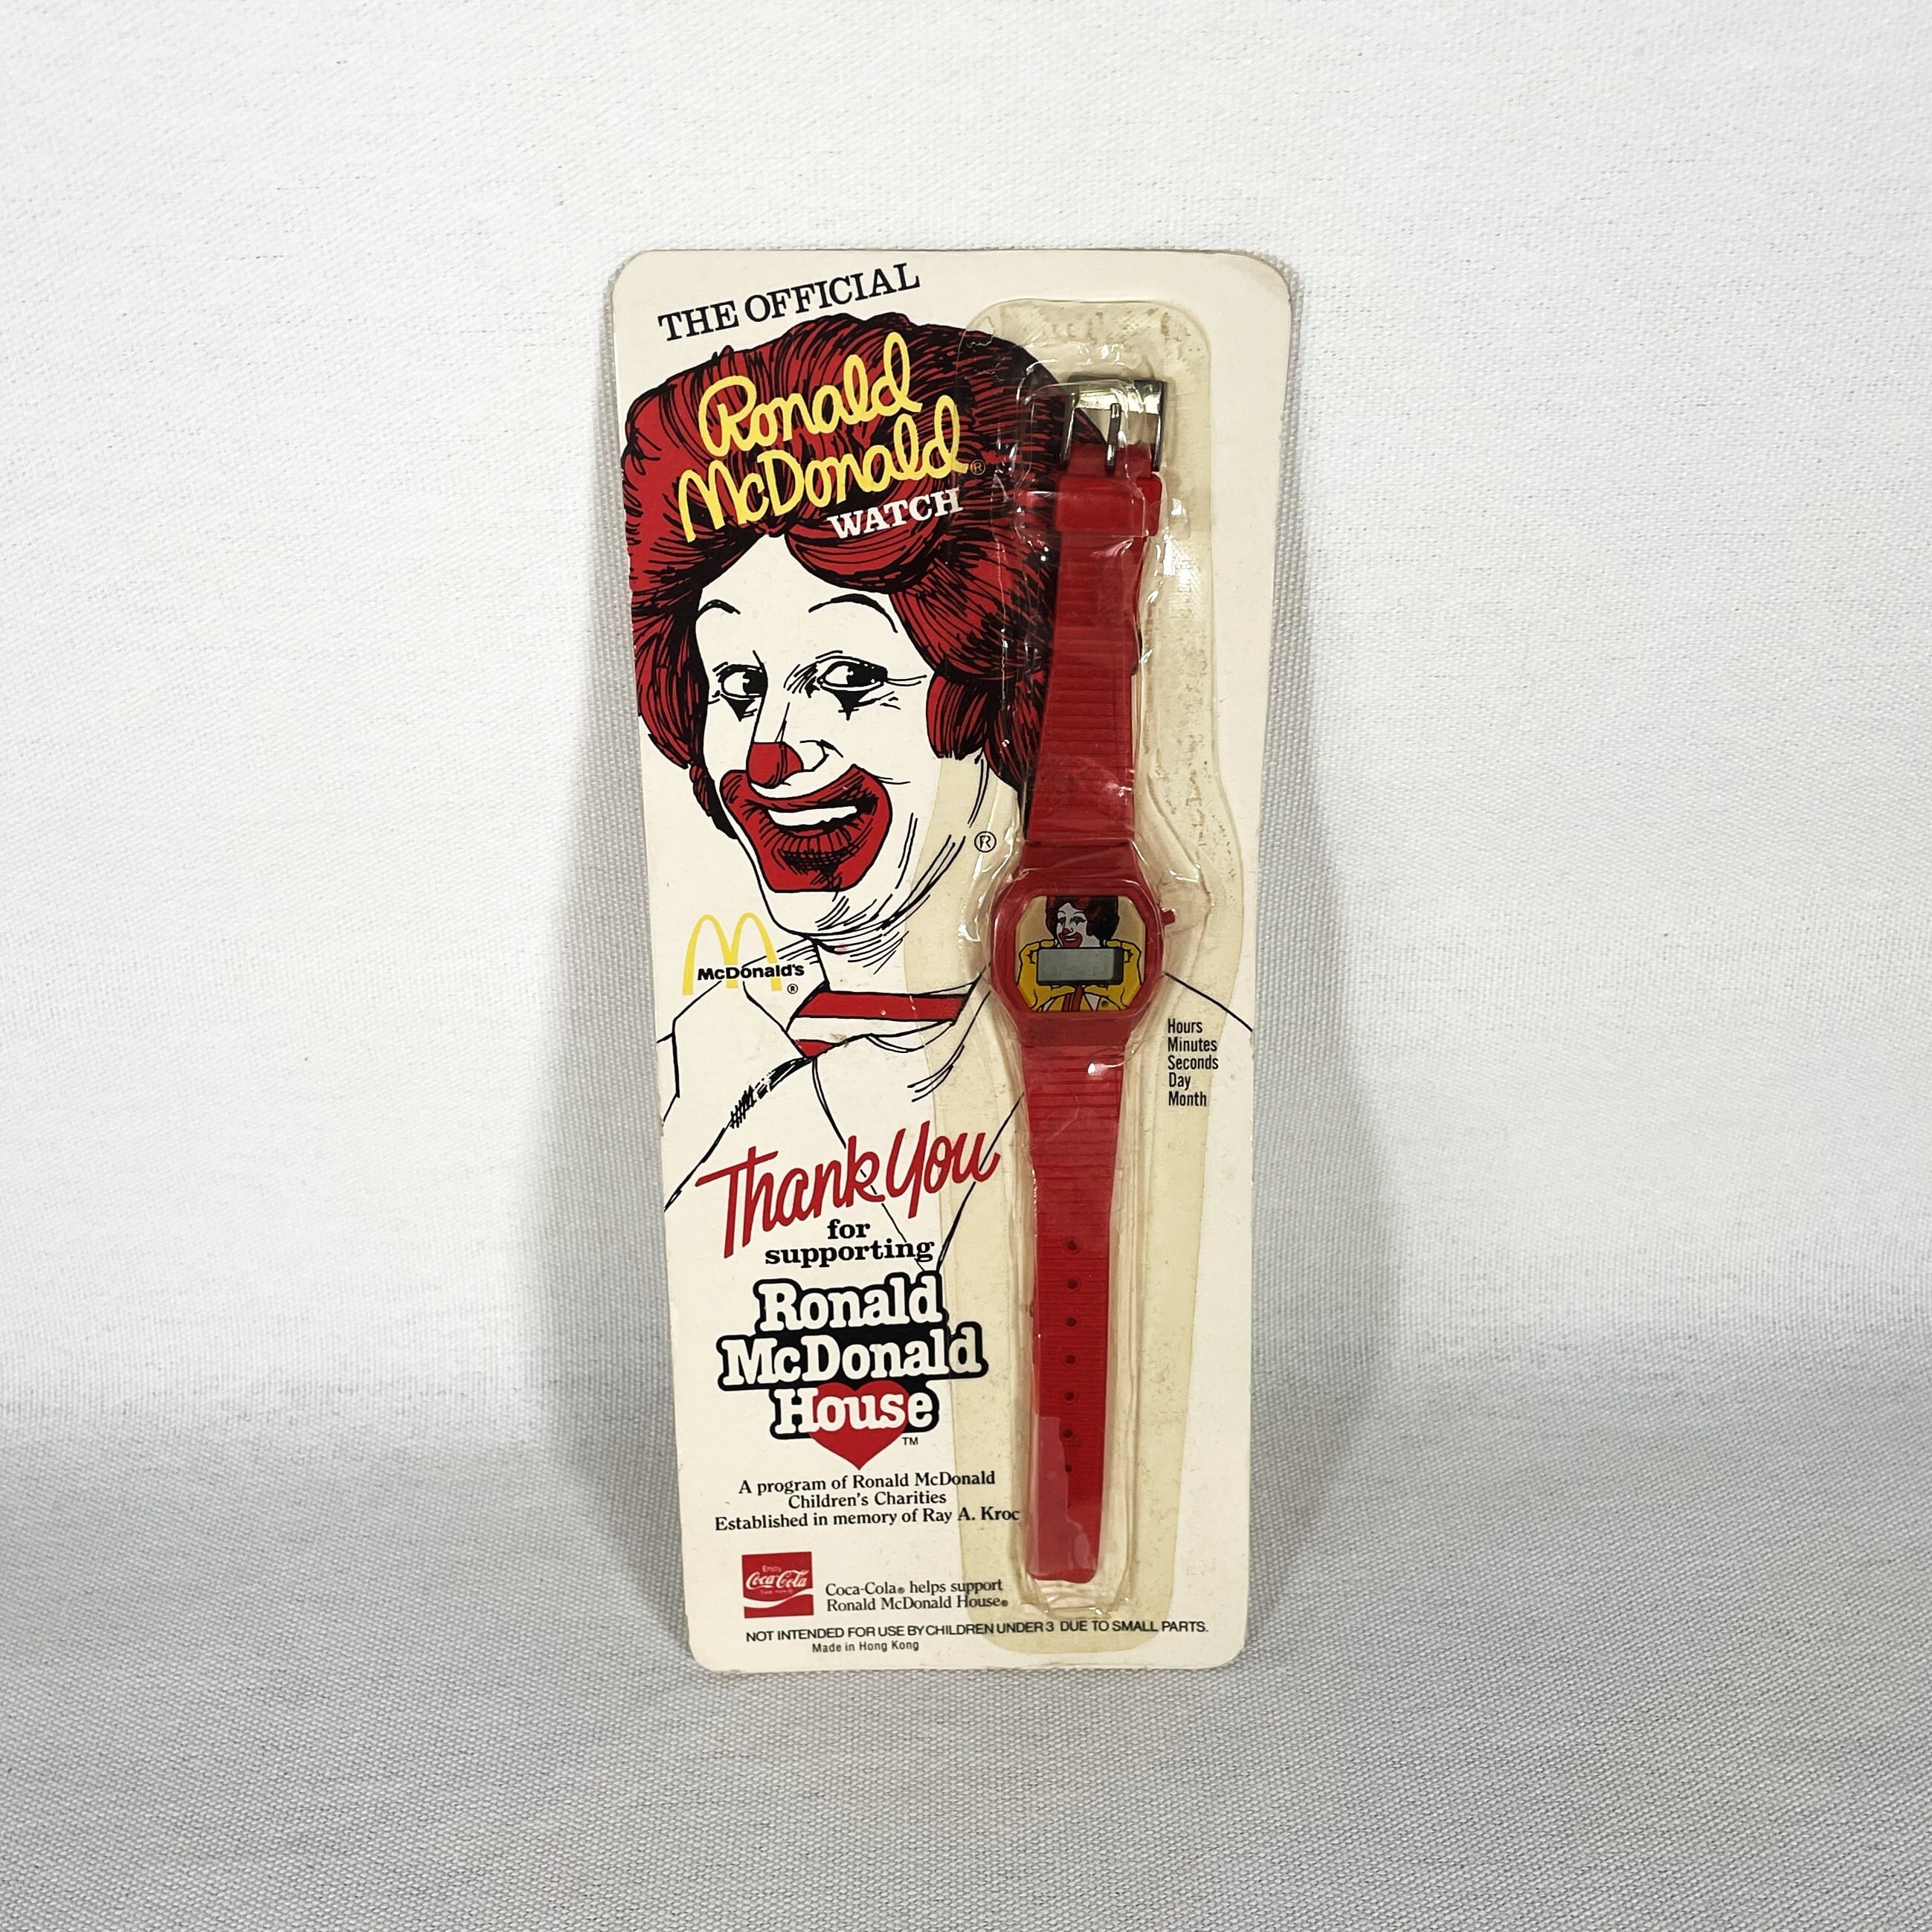 THE OFFICIAL
Ronald
McDonald®
WATCH
®
McDonald's
®
Hours
Minutes
Seconds
Day
Month
Thank You
for
supporting
Ronald
McDonald
House
TM
A program of Ronald McDonald
Children's Charities
Established in memory of Ray A. Kroc
Enjoy
Coca-Cola
Coca-Cola® helps support
Ronald McDonald House®
NOT INTENDED FOR USE BY CHILDREN UNDER 3 DUE TO SMALL PARTS.
Made in Hong Kong